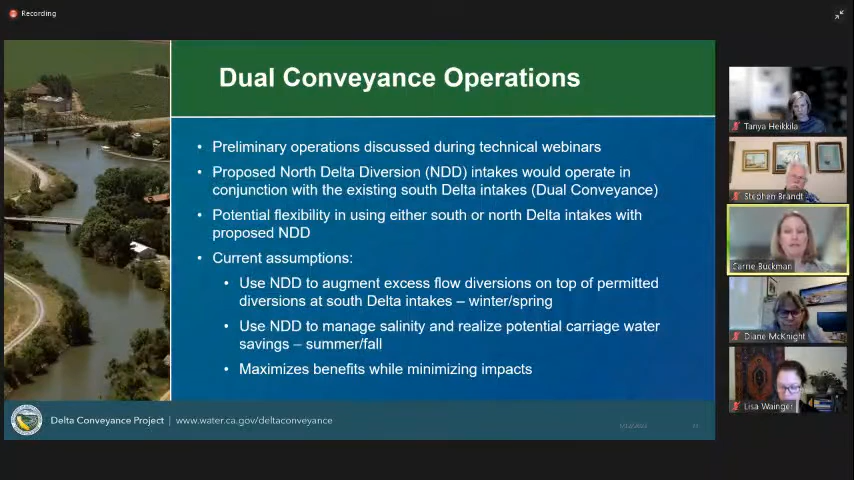 Recording
Dual Conveyance Operations
• Preliminary operations discussed during technical webinars
• Proposed North Delta Diversion (NDD) intakes would operate in
conjunction with the existing south Delta intakes (Dual Conveyance)
• Potential flexibility in using either south or north Delta intakes with
proposed NDD
• Current assumptions:
• Use NDD to augment excess flow diversions on top of permitted
diversions at south Delta intakes – winter/spring
• Use NDD to manage salinity and realize potential carriage water
savings – summer/fall
• Maximizes benefits while minimizing impacts
Delta Conveyance Project | www.water.ca.gov/deltaconveyance
Tanya Heikkila
Stephen Brandt
Carrie Buckman
Diane McKnight
Lisa Wainger